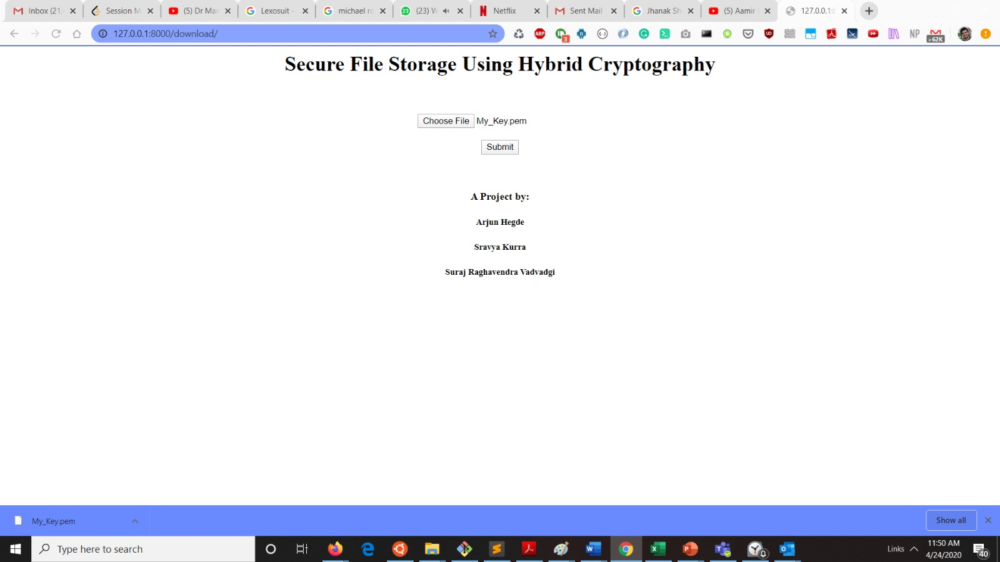 Inbox (21, Session M (5) Dr Mar Lexosuit - michael ro (23) W Netflix Sent Mail Jhanak Sh (5) Aamir 127.0.0.1:8
127.0.0.1:8000/download/
ABP 3 NP >62K
Secure File Storage Using Hybrid Cryptography
Choose File My_Key.pem
Submit
A Project by:
Arjun Hegde
Sravya Kurra
Suraj Raghavendra Vadvadgi
My_Key.pem Show all
Type here to search Links 11:50 AM
4/24/2020 40